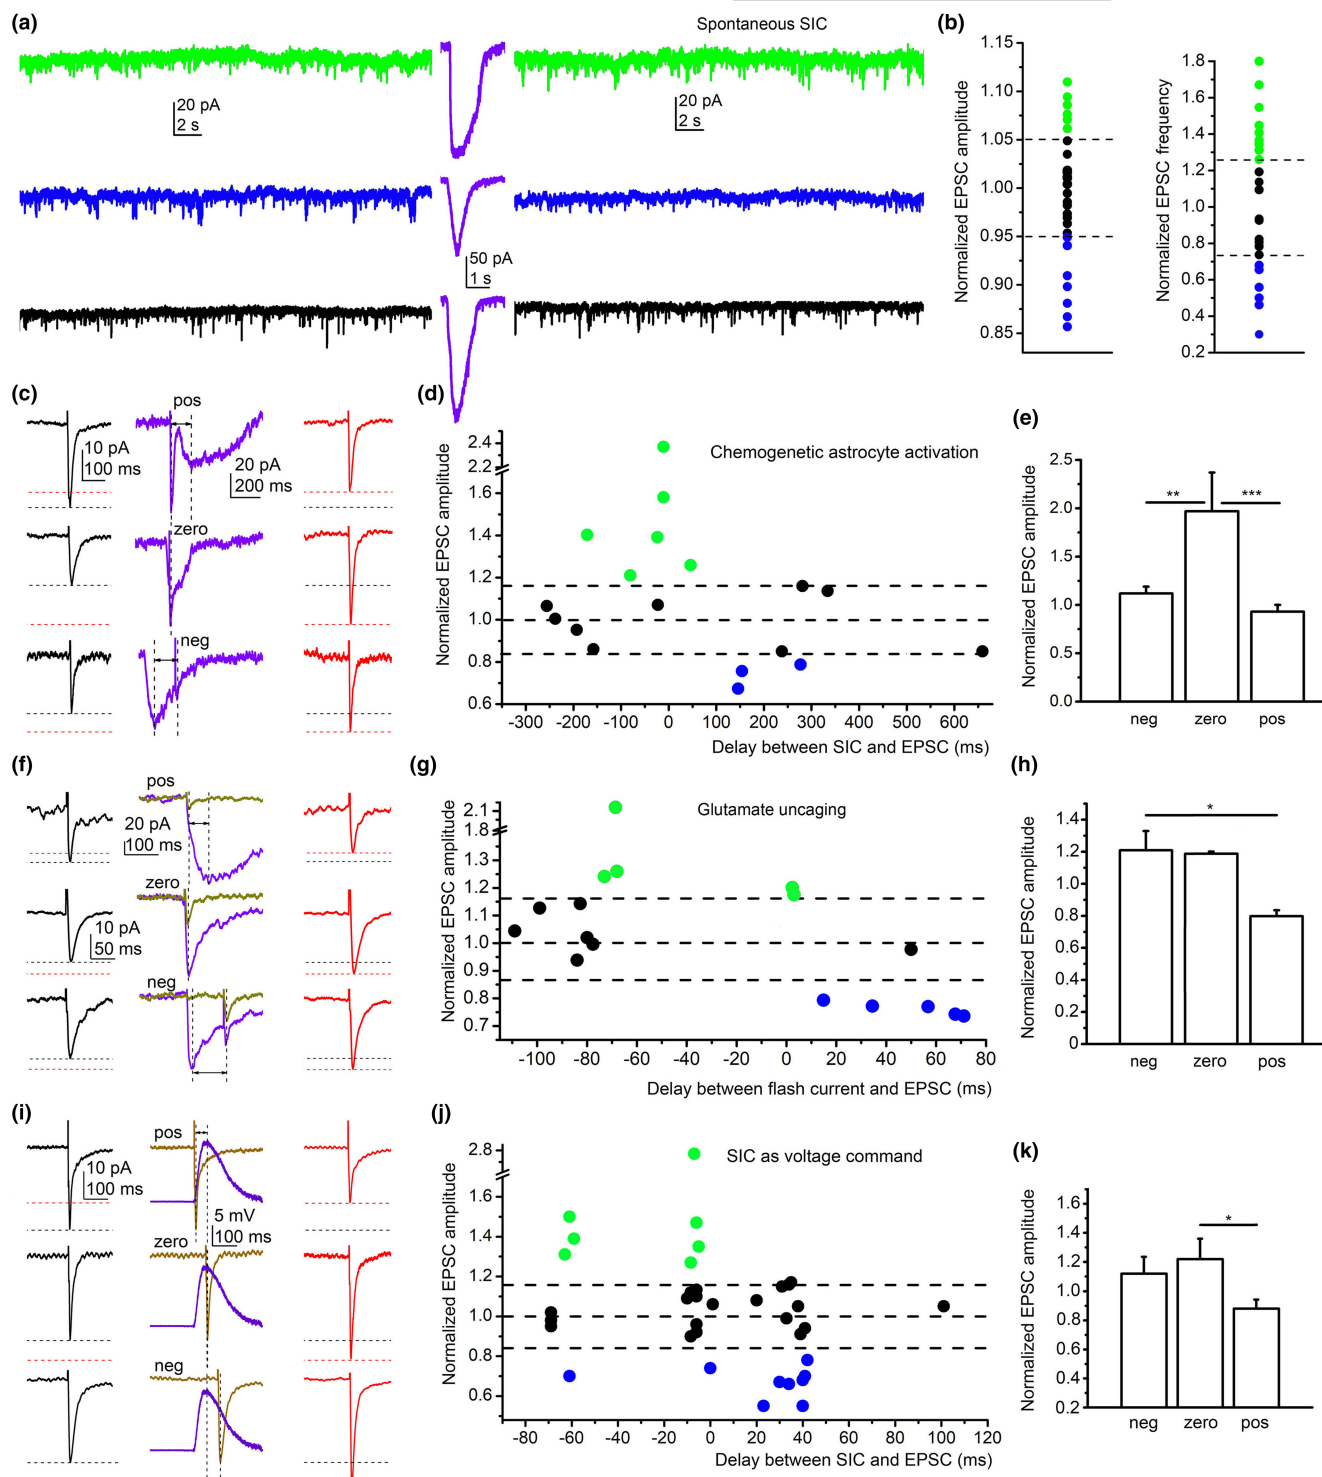 (a)
Spontaneous SIC
20 pA
2 s
20 pA
2 s
50 pA
1 s
(b)
Normalized EPSC amplitude
1.15
1.10
1.05
1.00
0.95
0.90
0.85
Normalized EPSC frequency
1.8
1.6
1.4
1.2
1.0
0.8
0.6
0.4
0.2
(c)
pos
10 pA
100 ms
20 pA
200 ms
zero
neg
(d)
Chemogenetic astrocyte activation
Normalized EPSC amplitude
2.4
2.2
1.6
1.4
1.2
1.0
0.8
0.6
-300 -200 -100 0 100 200 300 400 500 600
Delay between SIC and EPSC (ms)
(e)
Normalized EPSC amplitude
2.5
2.0
1.5
1.0
0.5
0.0
** ***
neg zero pos
(f)
pos
20 pA
100 ms
zero
10 pA
50 ms
neg
(g)
Glutamate uncaging
Normalized EPSC amplitude
2.1
1.8
1.3
1.2
1.1
1.0
0.9
0.8
0.7
-100 -80 -60 -40 -20 0 20 40 60 80
Delay between flash current and EPSC (ms)
(h)
Normalized EPSC amplitude
1.4
1.2
1.0
0.8
0.6
0.4
0.2
0
*
neg zero pos
(i)
pos
10 pA
100 ms
5 mV
100 ms
zero
neg
(j)
SIC as voltage command
Normalized EPSC amplitude
2.8
1.6
1.4
1.2
1.0
0.8
0.6
-80 -60 -40 -20 0 20 40 60 80 100 120
Delay between SIC and EPSC (ms)
(k)
Normalized EPSC amplitude
1.8
1.6
1.4
1.2
1.0
0.8
0.6
0.4
0.2
*
neg zero pos